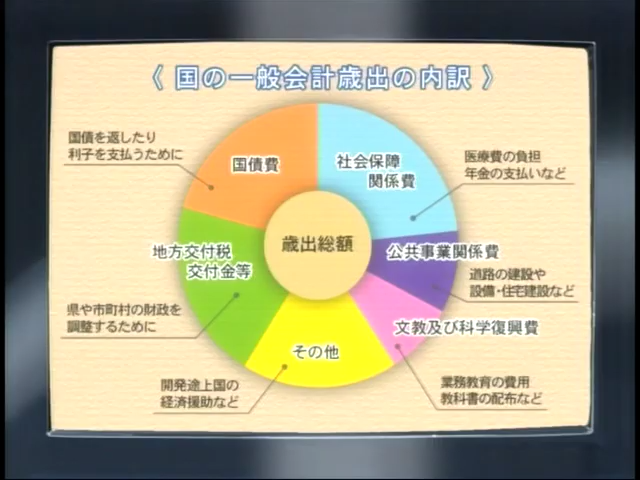 〈 国の一般会計歳出の内訳 〉
国債を返したり
利子を支払うために
国債費
社会保障
関係費
医療費の負担
年金の支払いなど
歳出総額
地方交付税
交付金等
公共事業関係費
道路の建設や
設備・住宅建設など
県や市町村の財政を
調整するために
文教及び科学復興費
その他
開発途上国の
経済援助など
業務教育の費用
教科書の配布など